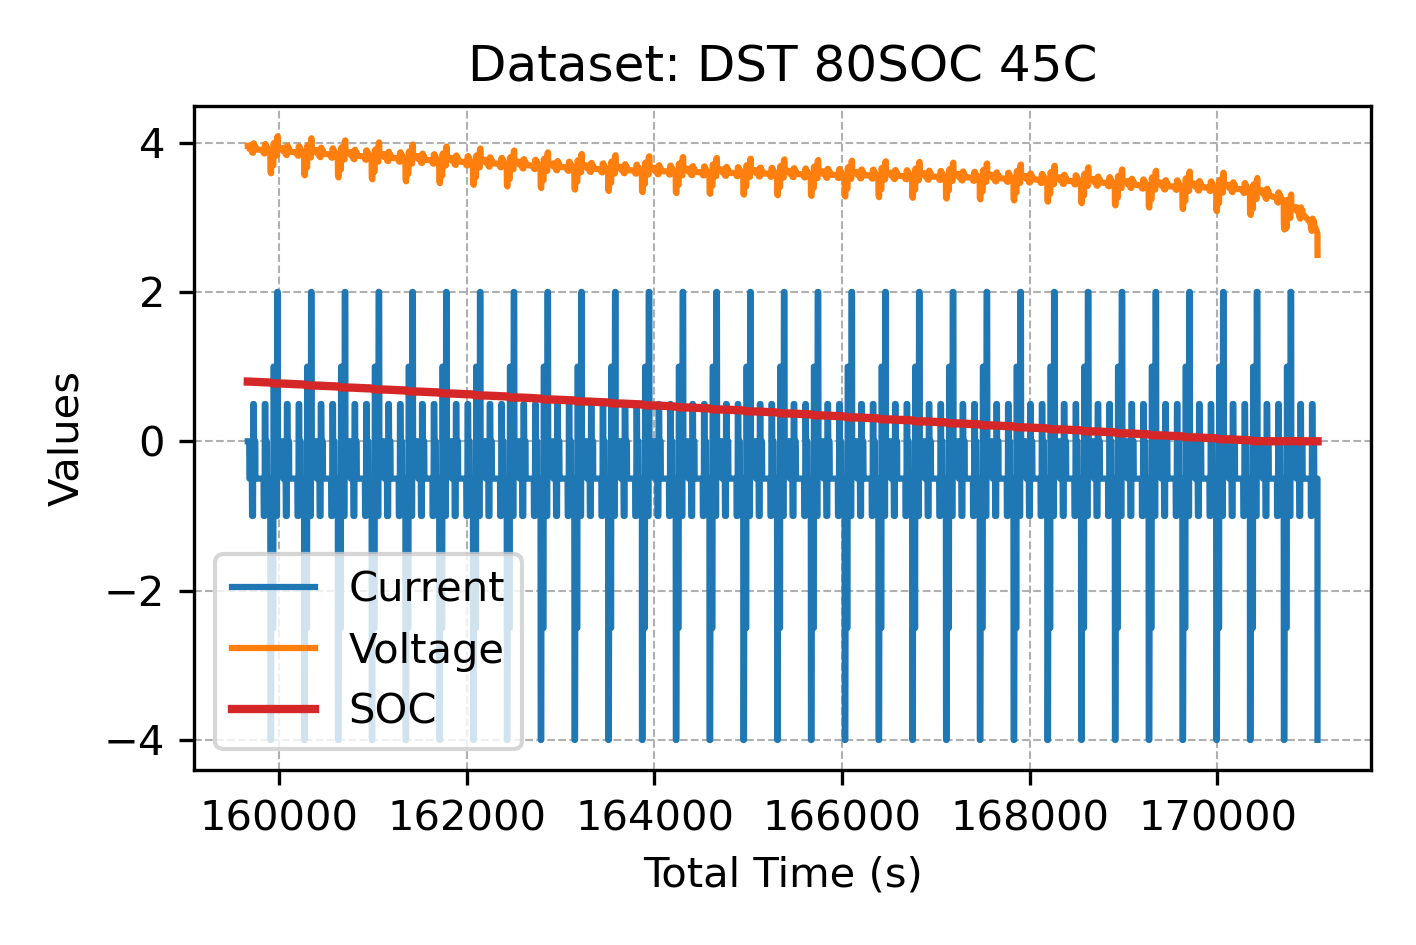 Dataset: DST 80SOC 45C
4
2
0
−2
−4
Values
Current
Voltage
SOC
160000 162000 164000 166000 168000 170000
Total Time (s)